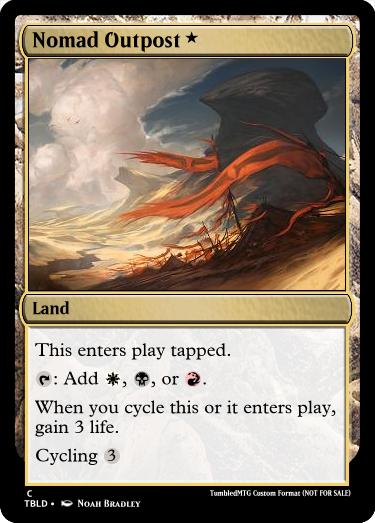 Nomad Outpost ★
Land
This enters play tapped.
: Add , , or .
When you cycle this or it enters play,
gain 3 life.
Cycling 3
C
TBLD • Noah Bradley
TumbledMTG Custom Format (NOT FOR SALE)